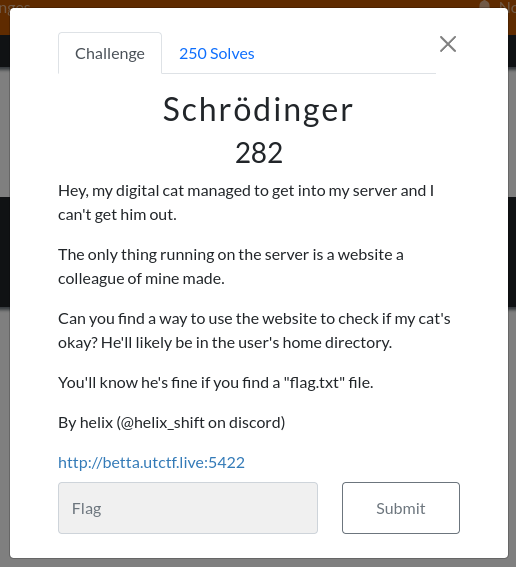 nges
No
Challenge
250 Solves
Schrödinger
282
Hey, my digital cat managed to get into my server and I
can't get him out.
The only thing running on the server is a website a
colleague of mine made.
Can you find a way to use the website to check if my cat's
okay? He'll likely be in the user's home directory.
You'll know he's fine if you find a "flag.txt" file.
By helix (@helix_shift on discord)
http://betta.utctf.live:5422
Flag
Submit